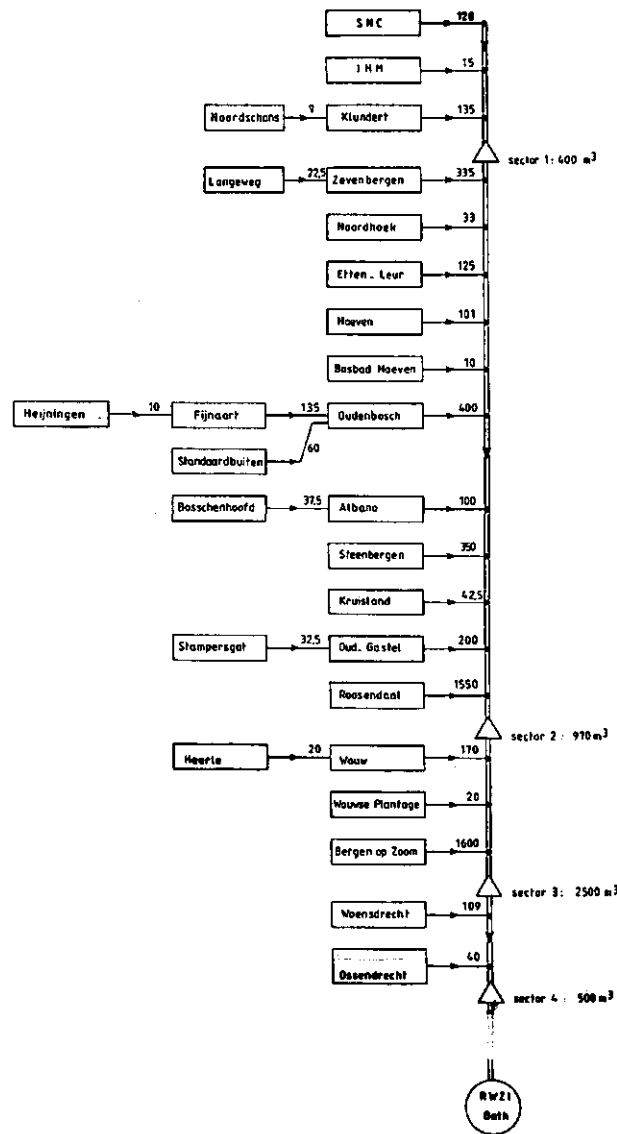 SNC 120
IHM 15
Noordschans 9 Klundert 135
sector 1: 400 m³
Langeweg 22,5 Zevenbergen 335
Noordhoek 33
Etten - Leur 125
Hoeven 101
Bosbad Hoeven 10
Heijningen 10 Fijnaart 135 Oudenbosch 400
Standaardbuiten 60
Bosschenhoofd 37,5 Albano 100
Steenbergen 350
Kruisland 42,5
Stampersgat 32,5 Oud-Gastel 200
Roosendaal 1550
sector 2: 970 m³
Heerle 20 Wouw 170
Wouwse Plantage 20
Bergen op Zoom 1600
sector 3: 2500 m³
Woensdrecht 109
Ossendrecht 40
sector 4: 500 m³
RWZI
Bath